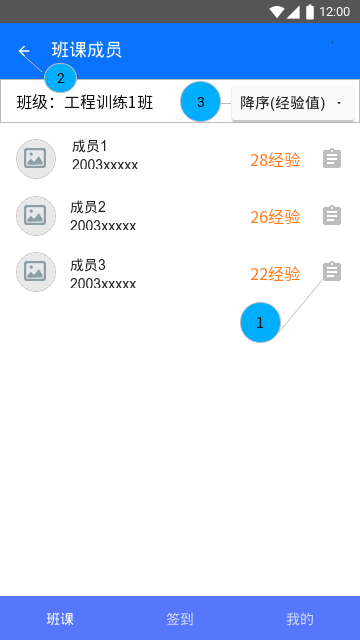 12:00
班课成员
2
班级：工程训练1班
3
降序(经验值)
成员1
2003xxxxx
28经验
成员2
2003xxxxx
26经验
成员3
2003xxxxx
22经验
1
班课 签到 我的